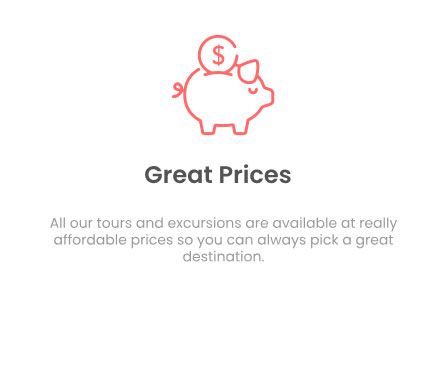 $
Great Prices
All our tours and excursions are available at really
affordable prices so you can always pick a great
destination.